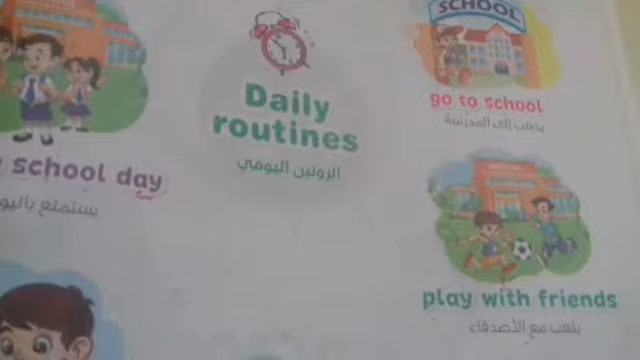 SCHOOL
go to school
يذهب إلى المدرسة
Daily
routines
الروتين اليومي
school day
يستمتع
play with friends
يلعب مع الأصدقاء